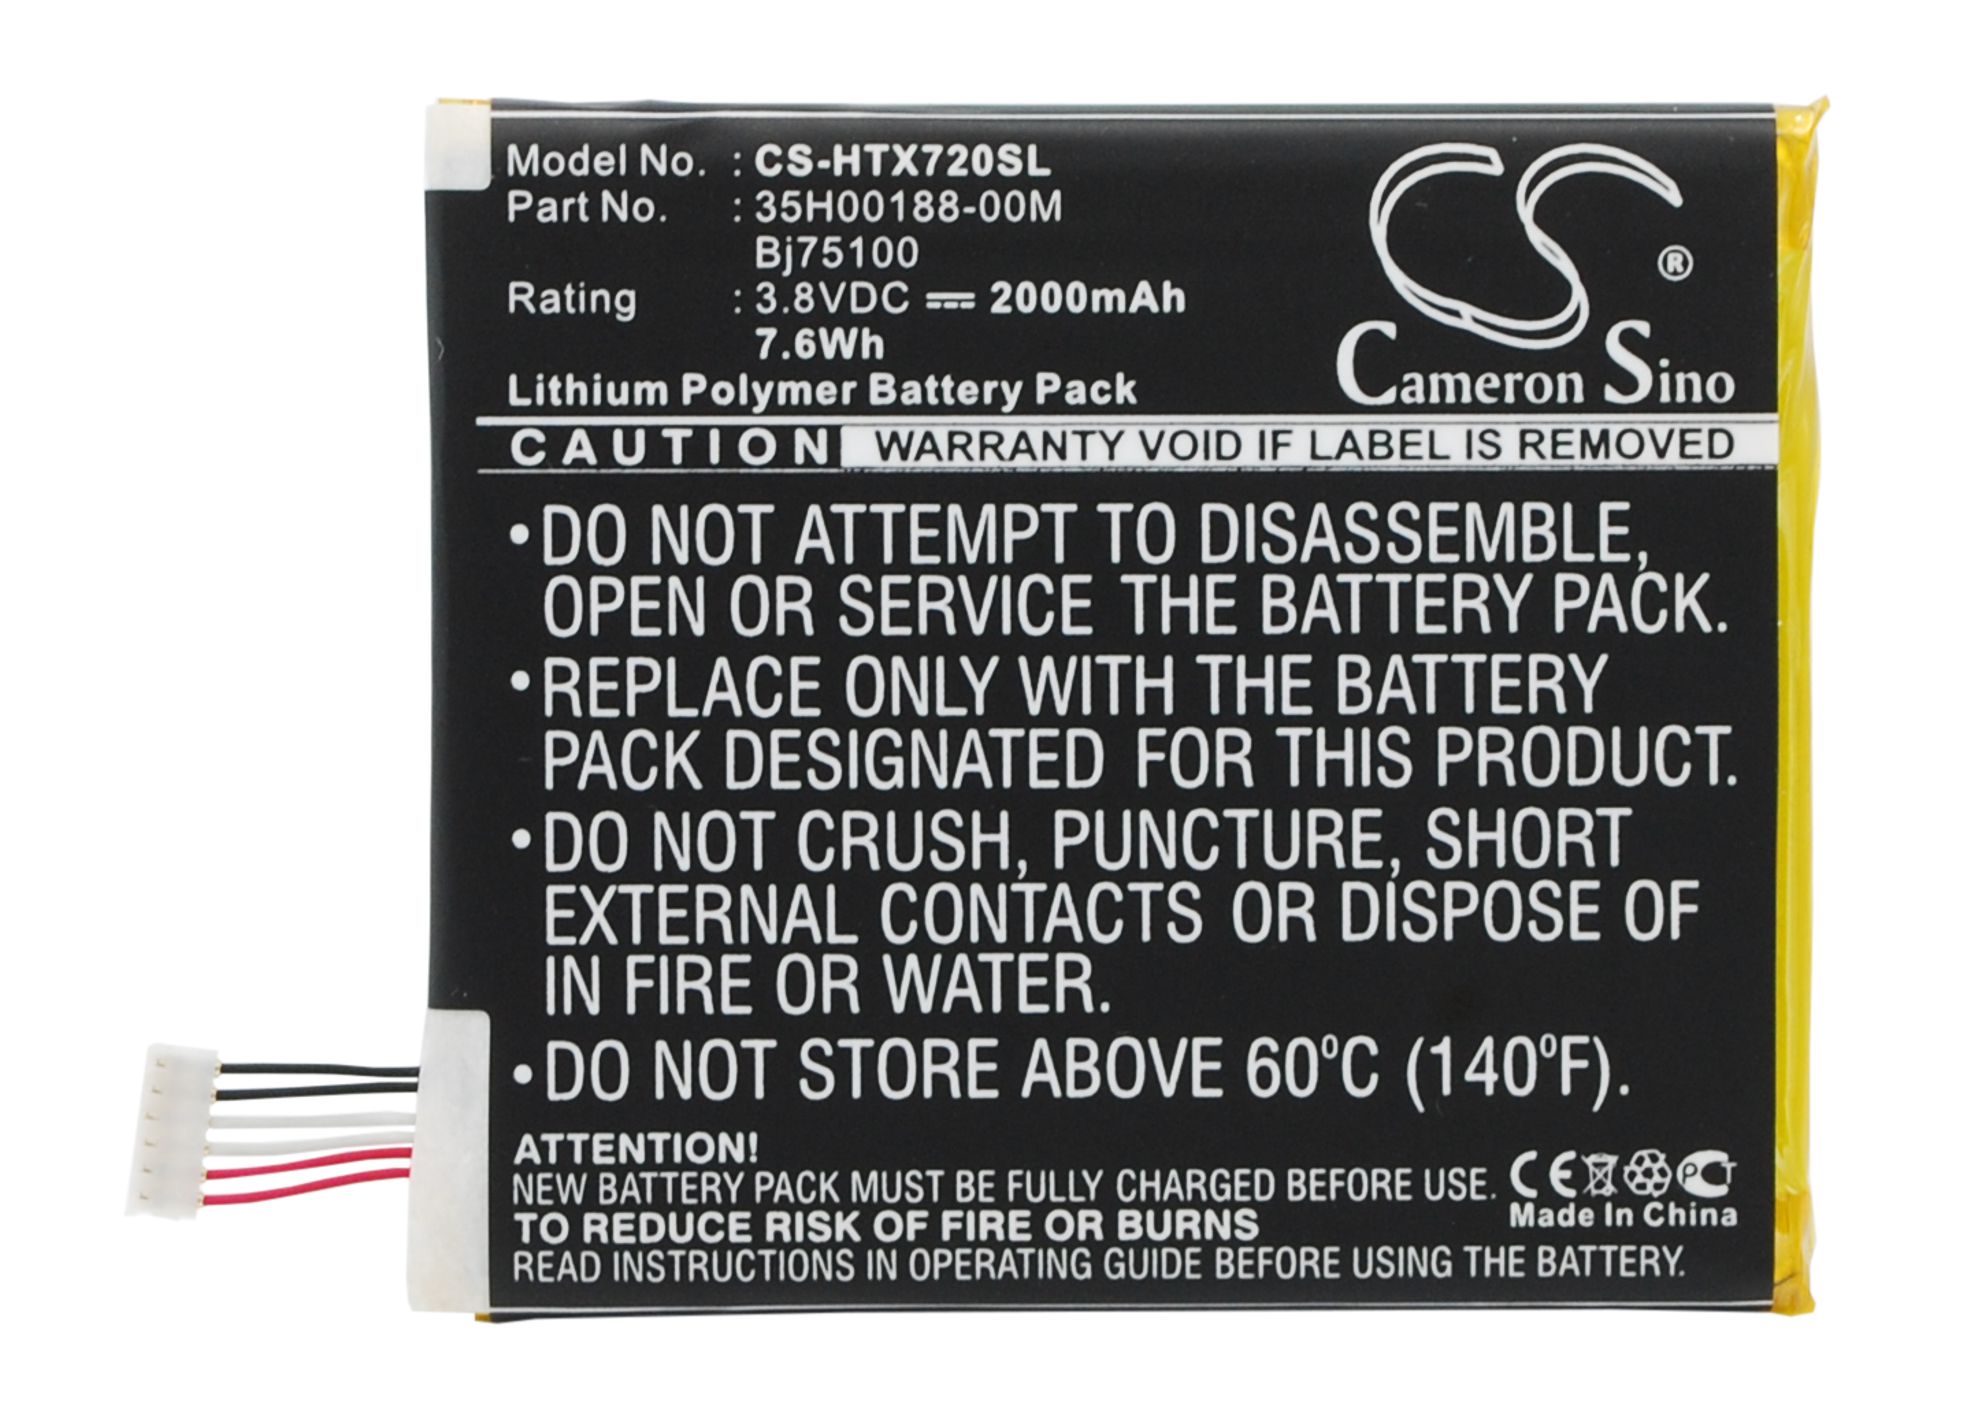 Model No. : CS-HTX720SL
Part No. : 35H00188-00M
Bj75100
Rating : 3.8VDC ⎓ 2000mAh
7.6Wh
Lithium Polymer Battery Pack
CS ®
Cameron Sino
CAUTION WARRANTY VOID IF LABEL IS REMOVED
•DO NOT ATTEMPT TO DISASSEMBLE,
OPEN OR SERVICE THE BATTERY PACK.
•REPLACE ONLY WITH THE BATTERY
PACK DESIGNATED FOR THIS PRODUCT.
•DO NOT CRUSH, PUNCTURE, SHORT
EXTERNAL CONTACTS OR DISPOSE OF
IN FIRE OR WATER.
•DO NOT STORE ABOVE 60ºC (140ºF).
ATTENTION!
NEW BATTERY PACK MUST BE FULLY CHARGED BEFORE USE.
TO REDUCE RISK OF FIRE OR BURNS
READ INSTRUCTIONS IN OPERATING GUIDE BEFORE USING THE BATTERY.
CE PCT
Made In China